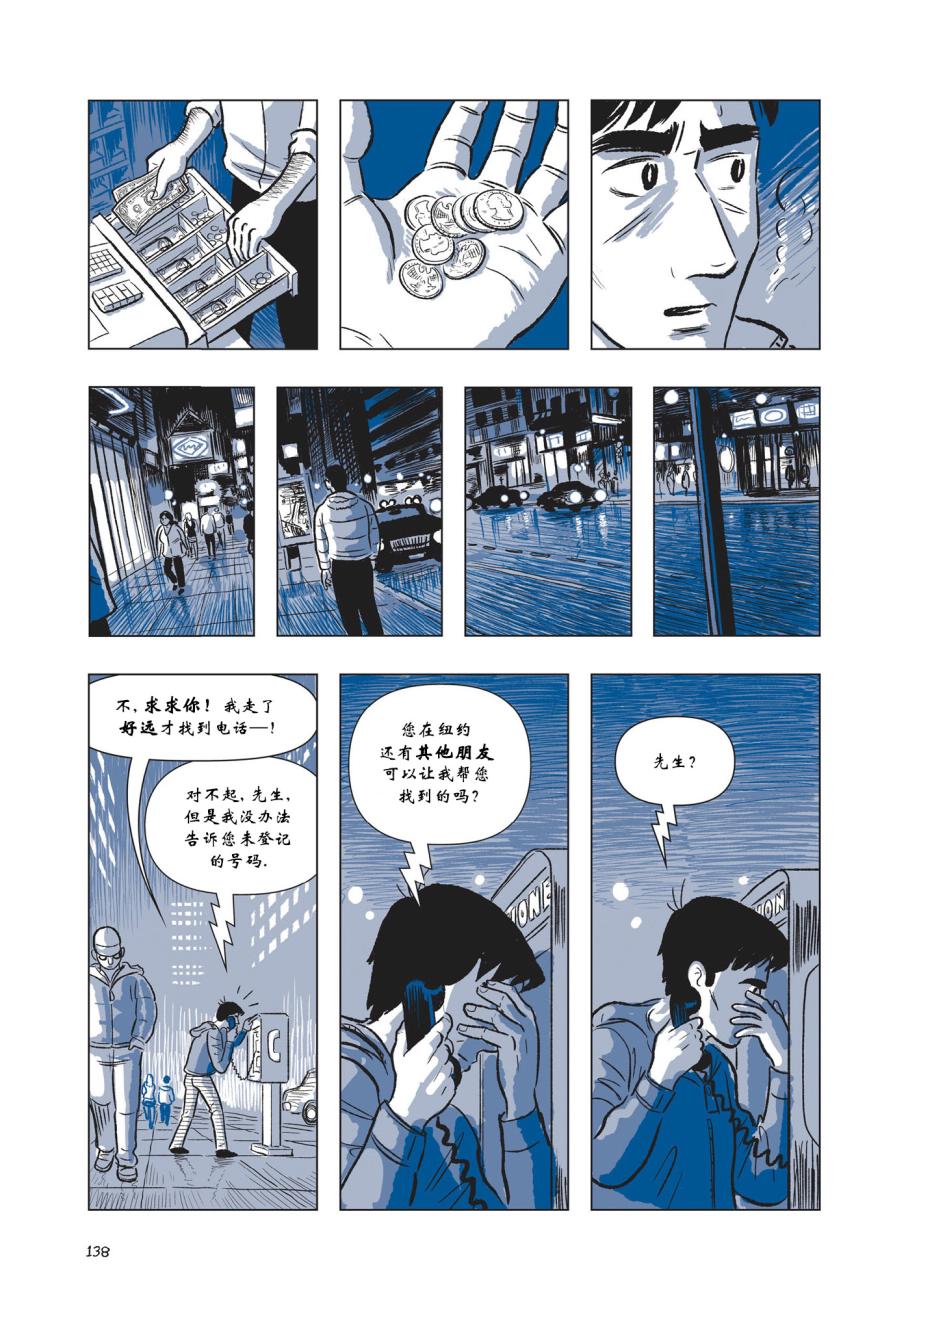 不，求求你！我走了
好远才找到电话—！
对不起，先生，
但是我没办法
告诉您未登记
的号码.
您在纽约
还有其他朋友
可以让我帮您
找到的吗？
ONE
先生？
ON
138